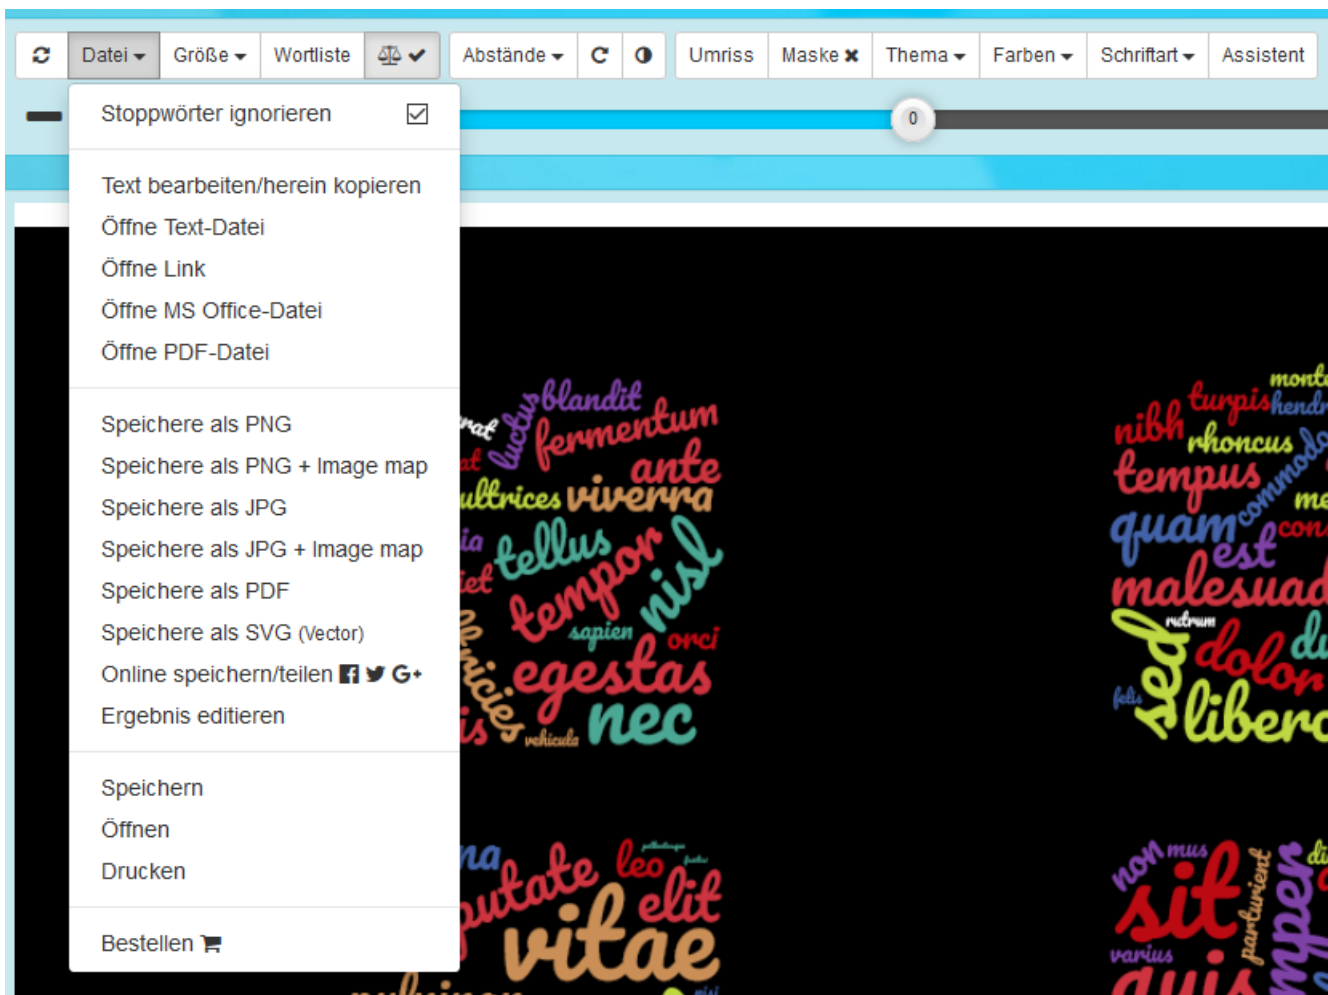 Datei Größe Wortliste Abstände Umriss Maske Thema Farben Schriftart Assistent
Stoppwörter ignorieren
0
Text bearbeiten/herein kopieren
Öffne Text-Datei
Öffne Link
Öffne MS Office-Datei
Öffne PDF-Datei
Speichere als PNG
Speichere als PNG + Image map
Speichere als JPG
Speichere als JPG + Image map
Speichere als PDF
Speichere als SVG (Vector)
Online speichern/teilen
Ergebnis editieren
Speichern
Öffnen
Drucken
Bestellen
luctus
blandit
fermentum
ante
ultrices
viverra
tellus
tempor
nisl
sapien
orci
egestas
vehicula
nec
leo
elit
vitae
nisi
turpis
nibh
rhoncus
tempus
commodo
quam
est
rutrum
dolor
felis
sed
non
mus
sit
parturient
varius
quis